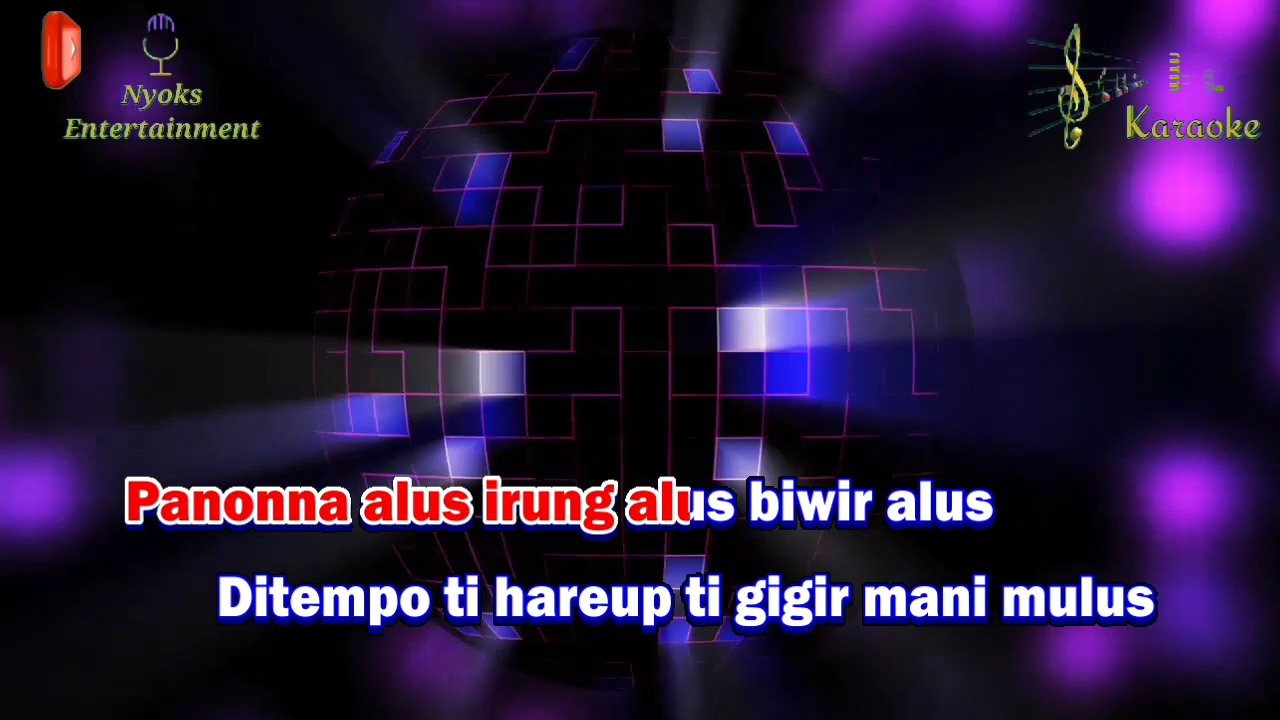 Nyoks
Entertainment
Karaoke
Panonna alus irung alus biwir alus
Ditempo ti hareup ti gigir mani mulus